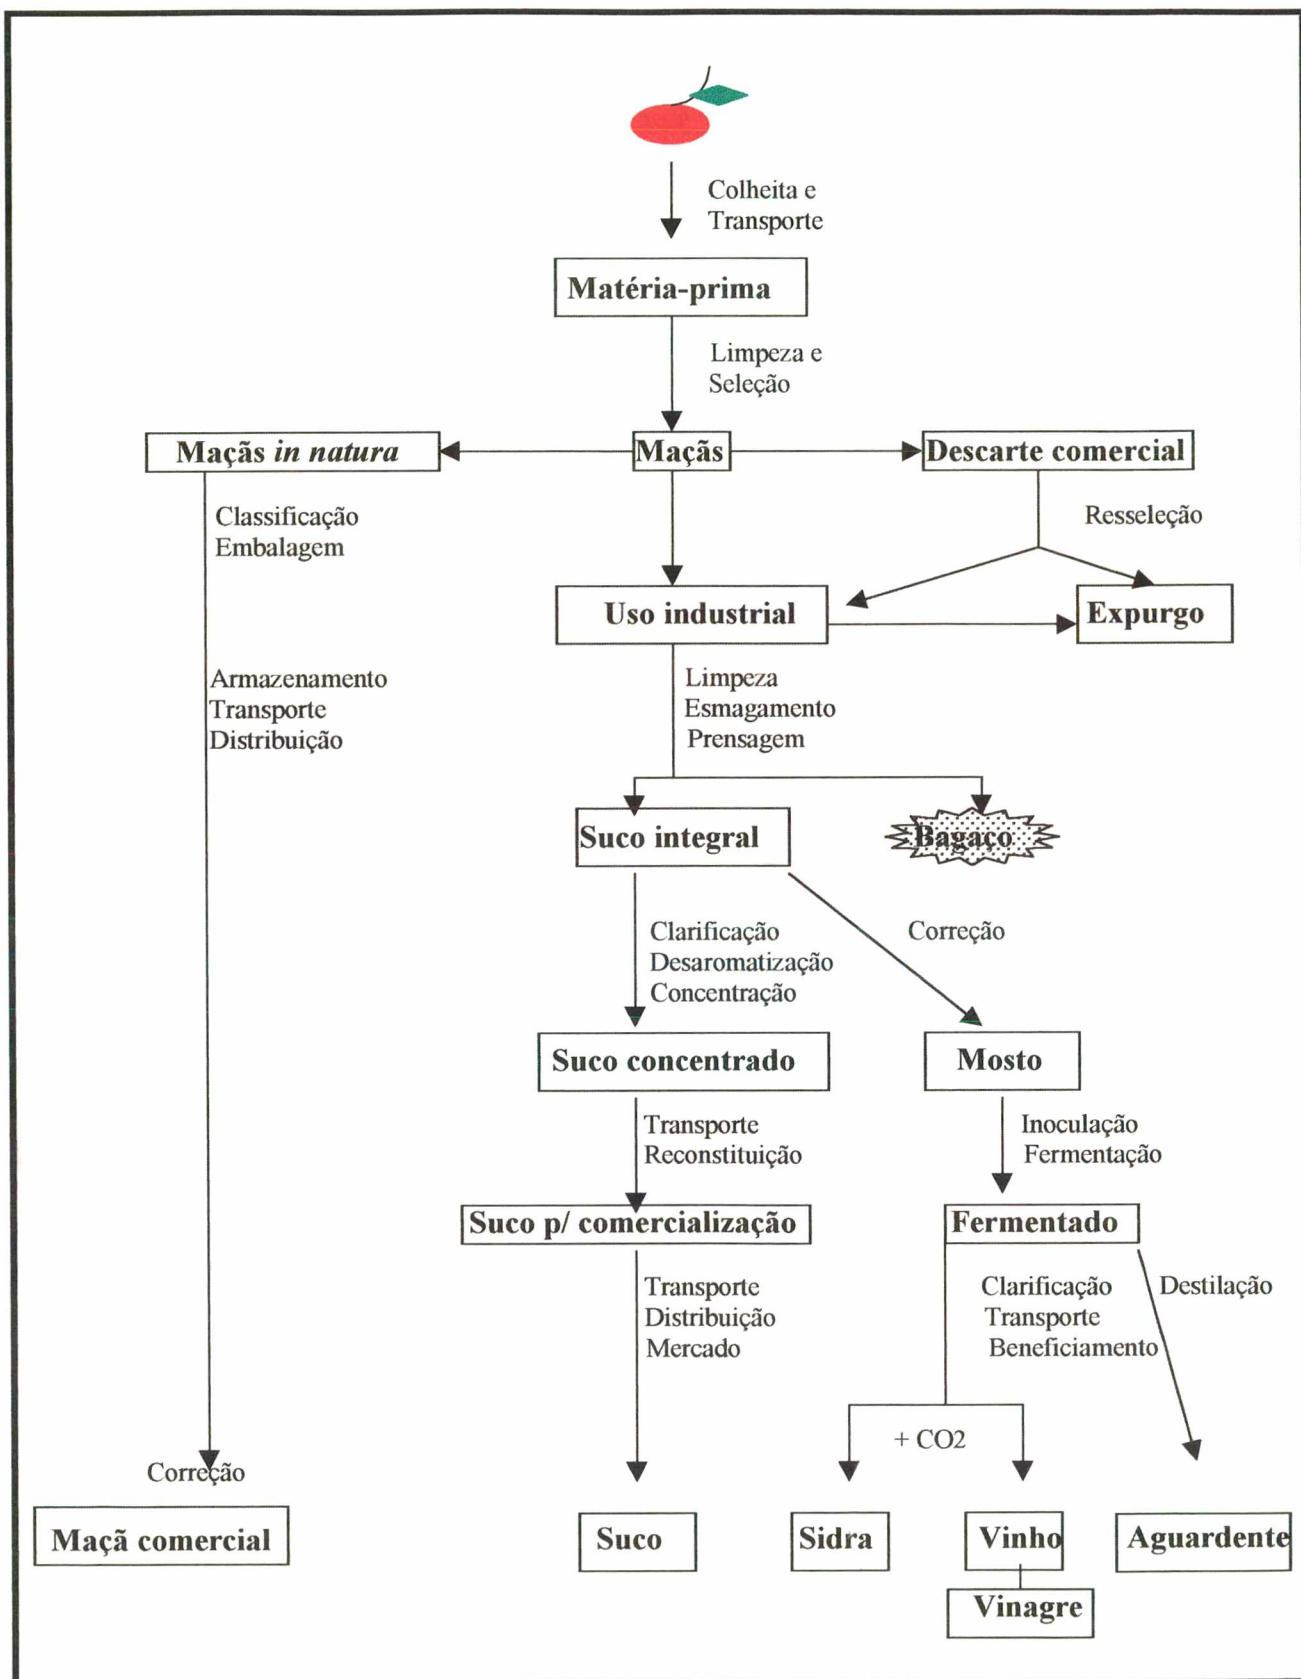 Colheita e
Transporte
Matéria-prima
Limpeza e
Seleção
Maçãs in natura
Maçãs
Descarte comercial
Classificação
Embalagem
Resseleção
Uso industrial
Expurgo
Armazenamento
Transporte
Distribuição
Limpeza
Esmagamento
Prensagem
Suco integral
Bagaço
Clarificação
Desaromatização
Concentração
Correção
Suco concentrado
Mosto
Transporte
Reconstituição
Inoculação
Fermentação
Suco p/ comercialização
Fermentado
Transporte
Distribuição
Mercado
Clarificação
Transporte
Beneficiamento
Destilação
+ CO2
Correção
Maçã comercial
Suco
Sidra
Vinho
Aguardente
Vinagre